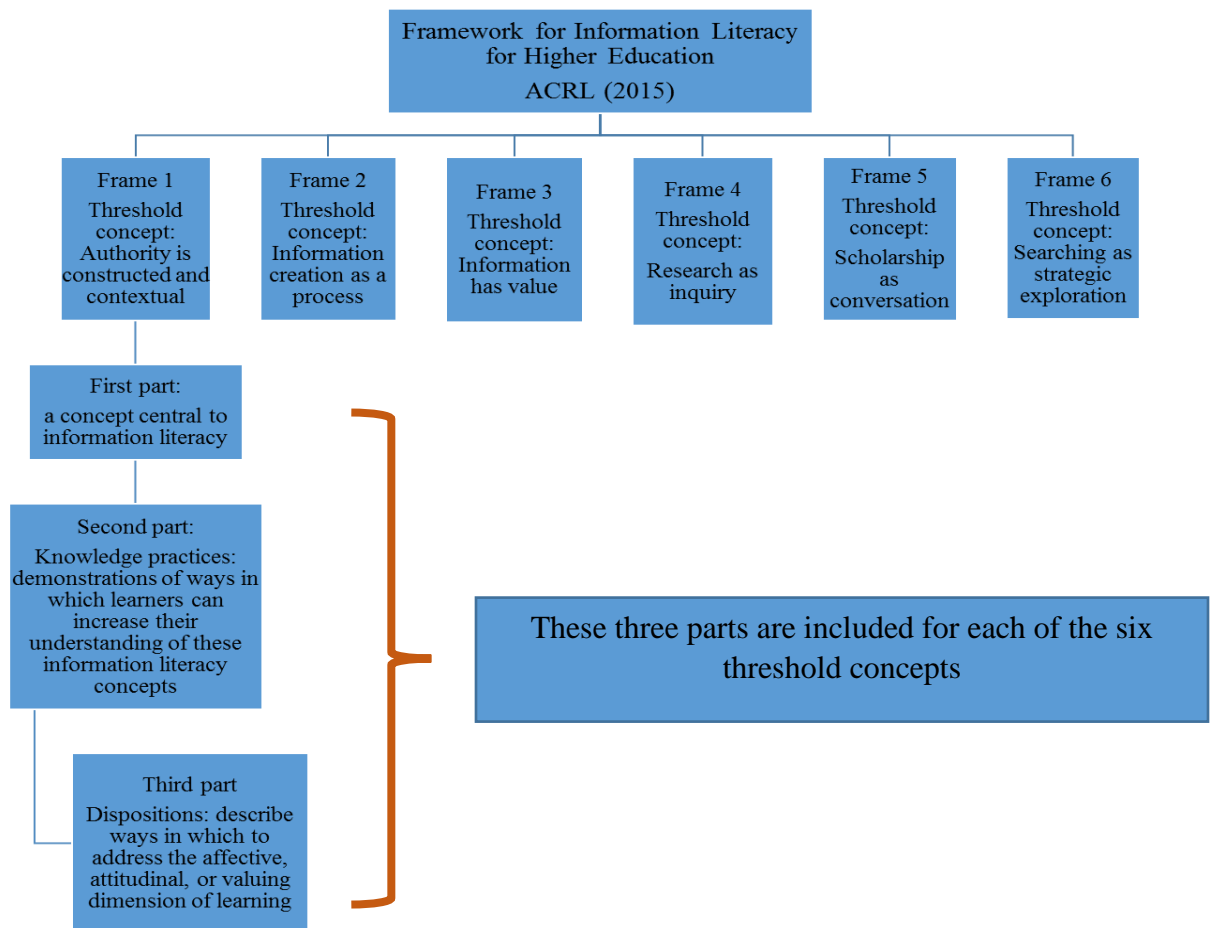 Framework for Information Literacy
for Higher Education
ACRL (2015)
Frame 1
Threshold
concept:
Authority is
constructed and
contextual
Frame 2
Threshold
concept:
Information
creation as a
process
Frame 3
Threshold
concept:
Information
has value
Frame 4
Threshold
concept:
Research as
inquiry
Frame 5
Threshold
concept:
Scholarship
as
conversation
Frame 6
Threshold
concept:
Searching as
strategic
exploration
First part:
a concept central to
information literacy
Second part:
Knowledge practices:
demonstrations of ways in
which learners can
increase their
understanding of these
information literacy
concepts
Third part
Dispositions: describe
ways in which to
address the affective,
attitudinal, or valuing
dimension of learning
These three parts are included for each of the six
threshold concepts